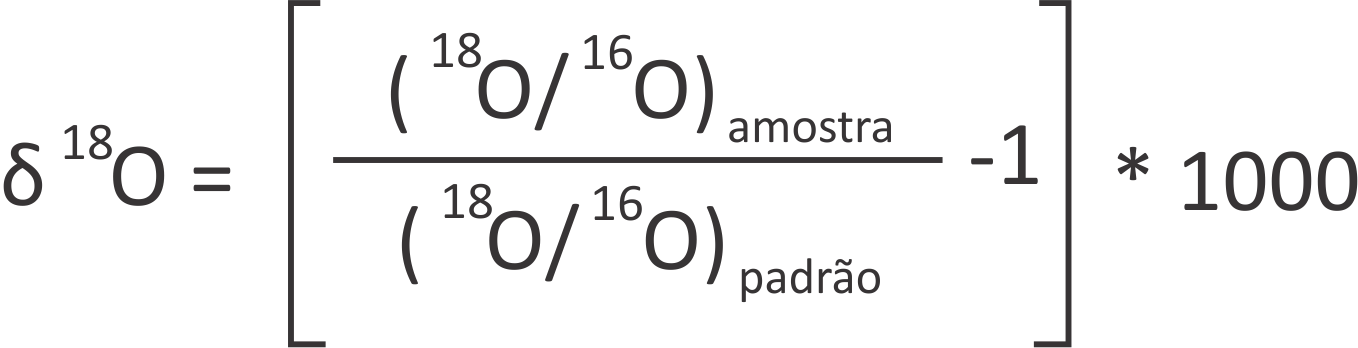 δ ¹⁸O = [ (¹⁸O/¹⁶O) amostra
(¹⁸O/¹⁶O) padrão -1 ] * 1000